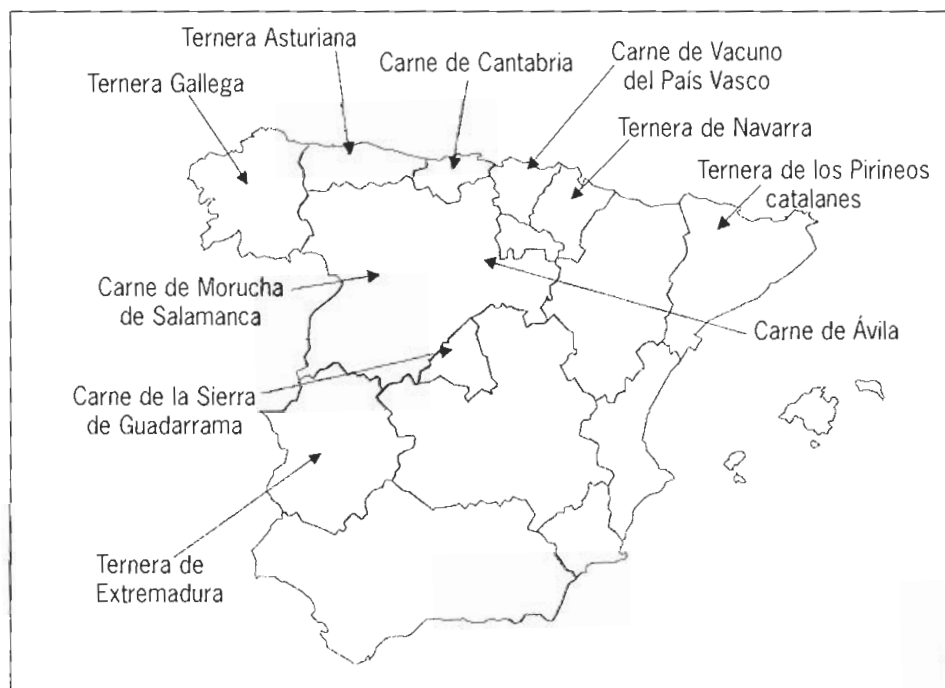 Ternera Asturiana
Carne de Cantabria
Carne de Vacuno
del País Vasco
Ternera Gallega
Ternera de Navarra
Ternera de los Pirineos
catalanes
Carne de Morucha
de Salamanca
Carne de Ávila
Carne de la Sierra
de Guadarrama
Ternera de
Extremadura